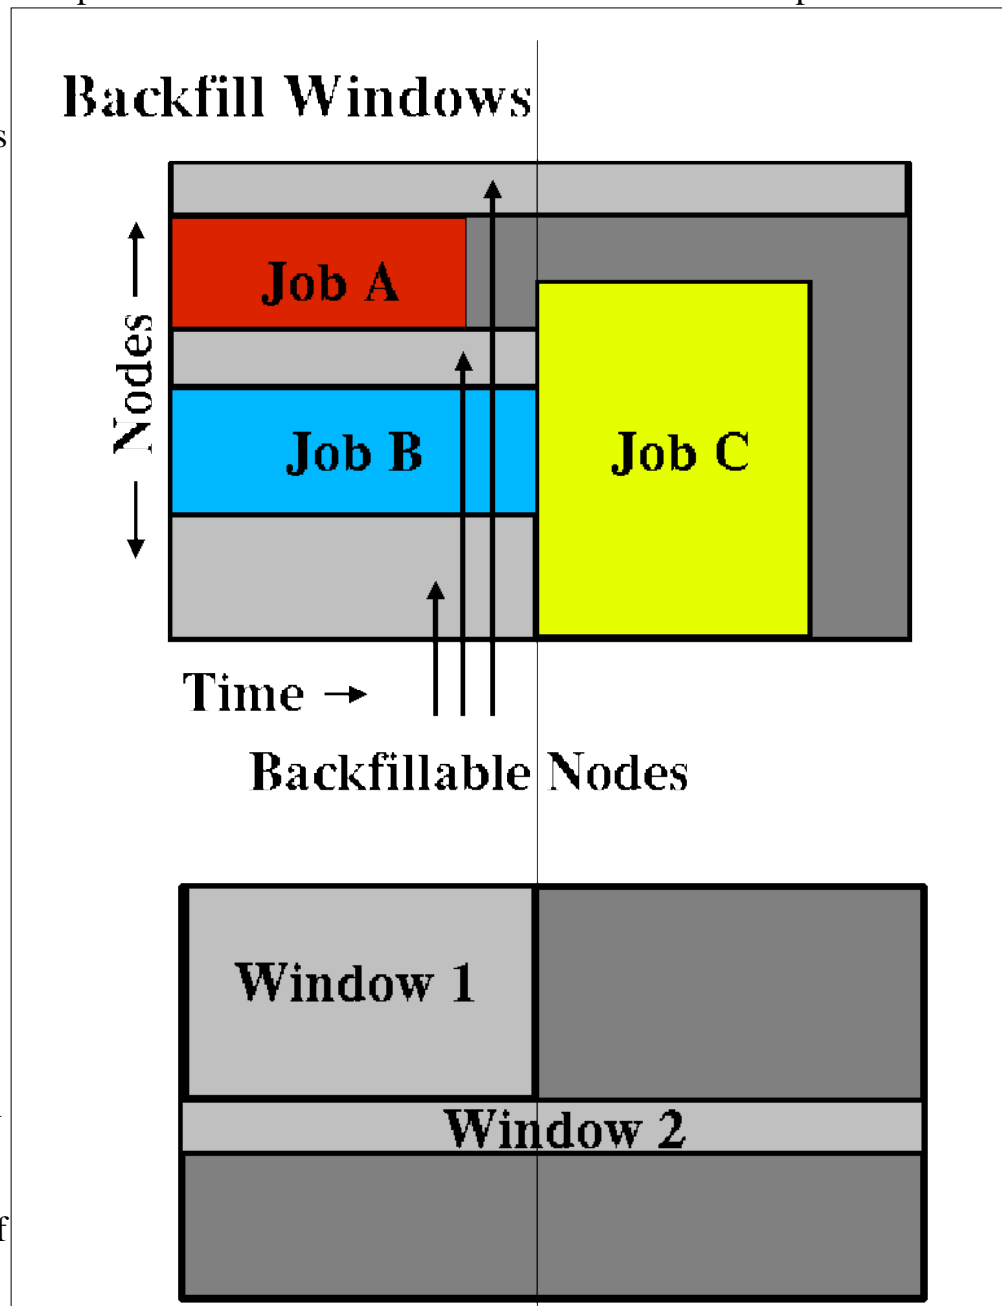 Backfill Windows
s
Job A
Nodes
Job B
Job C
Time
Backfillable Nodes
Window 1
Window 2
f